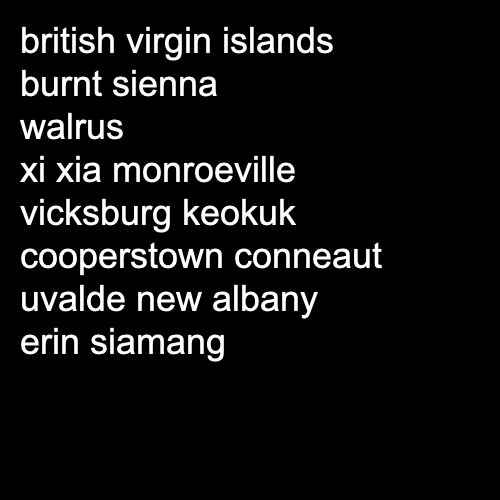 british virgin islands
burnt sienna
walrus
xi xia monroeville
vicksburg keokuk
cooperstown conneaut
uvalde new albany
erin siamang